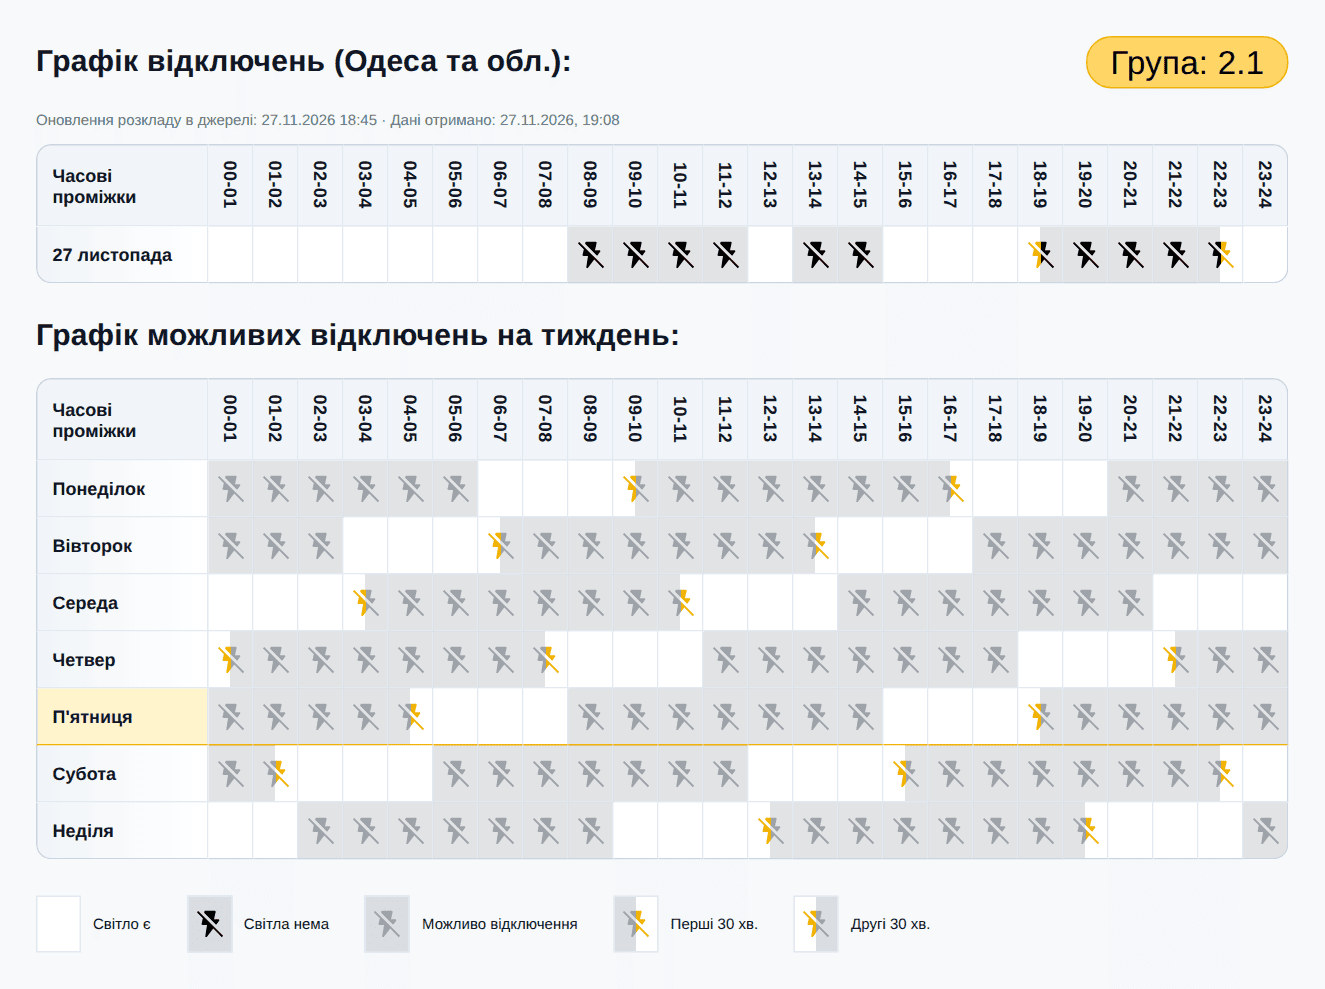 Графік відключень (Одеса та обл.):
Група: 2.1
Оновлення розкладу в джерелі: 27.11.2026 18:45 · Дані отримано: 27.11.2026, 19:08
Часові проміжки 00-01 01-02 02-03 03-04 04-05 05-06 06-07 07-08 08-09 09-10 10-11 11-12 12-13 13-14 14-15 15-16 16-17 17-18 18-19 19-20 20-21 21-22 22-23 23-24
27 листопада
Графік можливих відключень на тиждень:
Часові проміжки 00-01 01-02 02-03 03-04 04-05 05-06 06-07 07-08 08-09 09-10 10-11 11-12 12-13 13-14 14-15 15-16 16-17 17-18 18-19 19-20 20-21 21-22 22-23 23-24
Понеділок
Вівторок
Середа
Четвер
П'ятниця
Субота
Неділя
Світло є Світла нема Можливо відключення Перші 30 хв. Другі 30 хв.